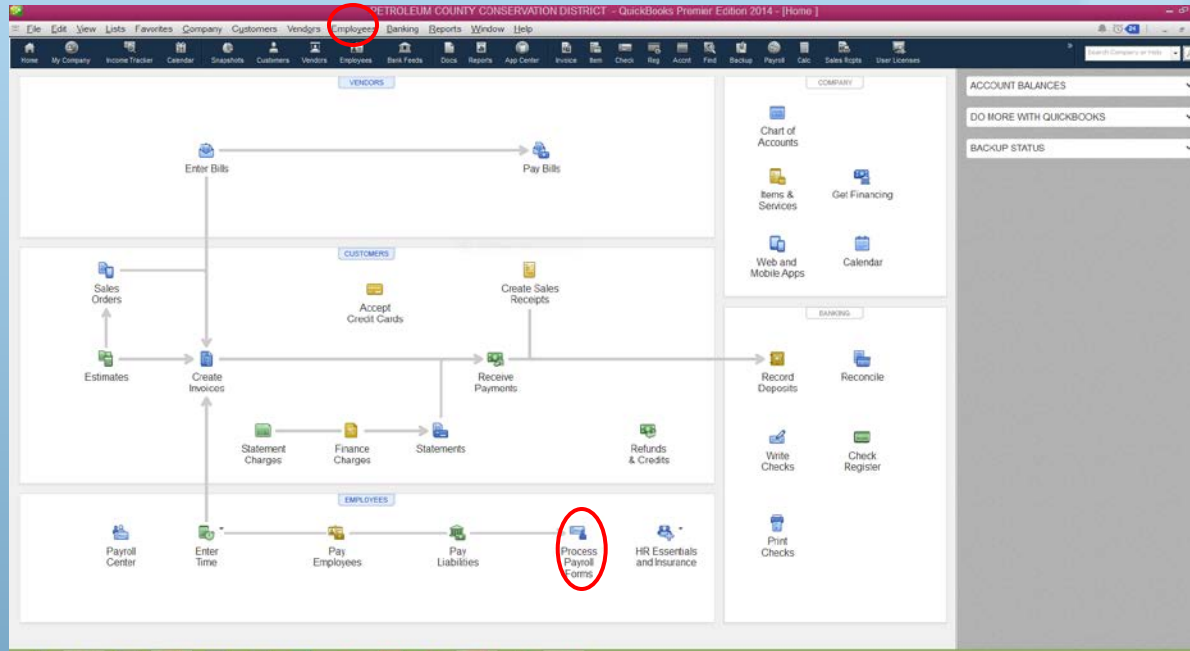 PETROLEUM COUNTY CONSERVATION DISTRICT - QuickBooks Premier Edition 2014 - [Home ]
File Edit View Lists Favorites Company Customers Vendors Employees Banking Reports Window Help
24
Home My Company Income Tracker Calendar Snapshots Customers Vendors Employees Bank Feeds Docs Reports App Center Invoice Item Check Reg Accnt Find Backup Payroll Calc Sales Rcpts User Licenses
Search Company or Help
VENDORS
Enter Bills
Pay Bills
CUSTOMERS
Sales
Orders
Accept
Credit Cards
Create Sales
Receipts
Estimates
Create
Invoices
Receive
Payments
Statement
Charges
Finance
Charges
Statements
Refunds
& Credits
EMPLOYEES
Payroll
Center
Enter
Time
Pay
Employees
Pay
Liabilities
Process
Payroll
Forms
HR Essentials
and Insurance
COMPANY
Chart of
Accounts
Items &
Services
Get Financing
Web and
Mobile Apps
Calendar
BANKING
Record
Deposits
Reconcile
Write
Checks
Check
Register
Print
Checks
ACCOUNT BALANCES
DO MORE WITH QUICKBOOKS
BACKUP STATUS